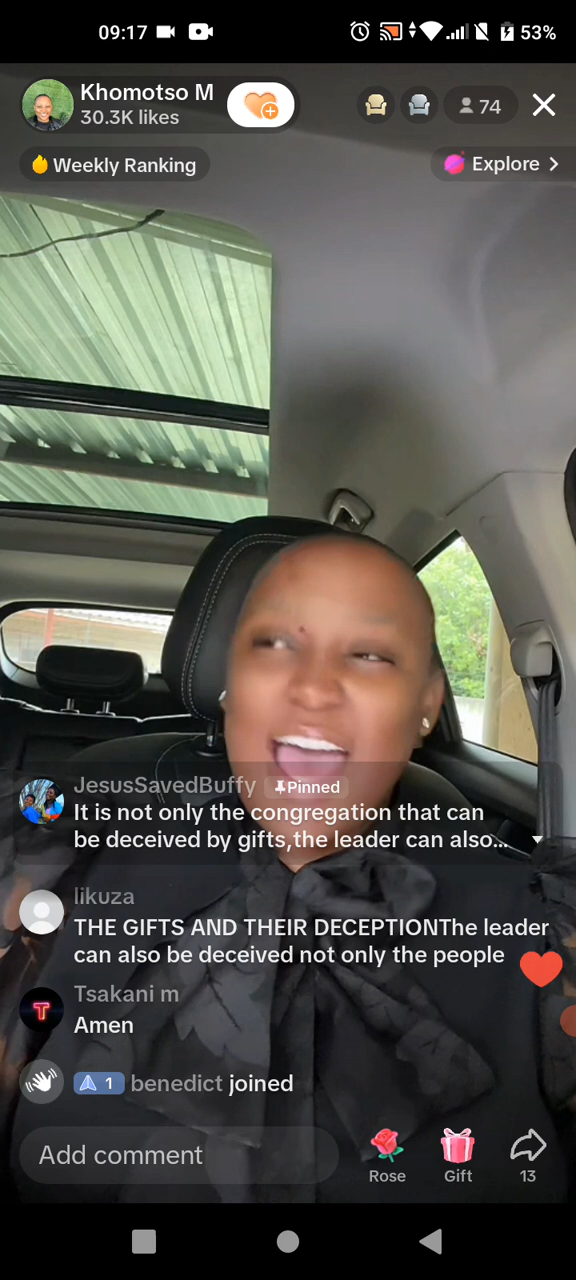 09:17
53%
Khomotso M
30.3K likes
74
Weekly Ranking
Explore
JesusSavedBuffy Pinned
It is not only the congregation that can
be deceived by gifts,the leader can also...
likuza
THE GIFTS AND THEIR DECEPTIONThe leader
can also be deceived not only the people
Tsakani m
T
Amen
1 benedict joined
Add comment
Rose
Gift
13